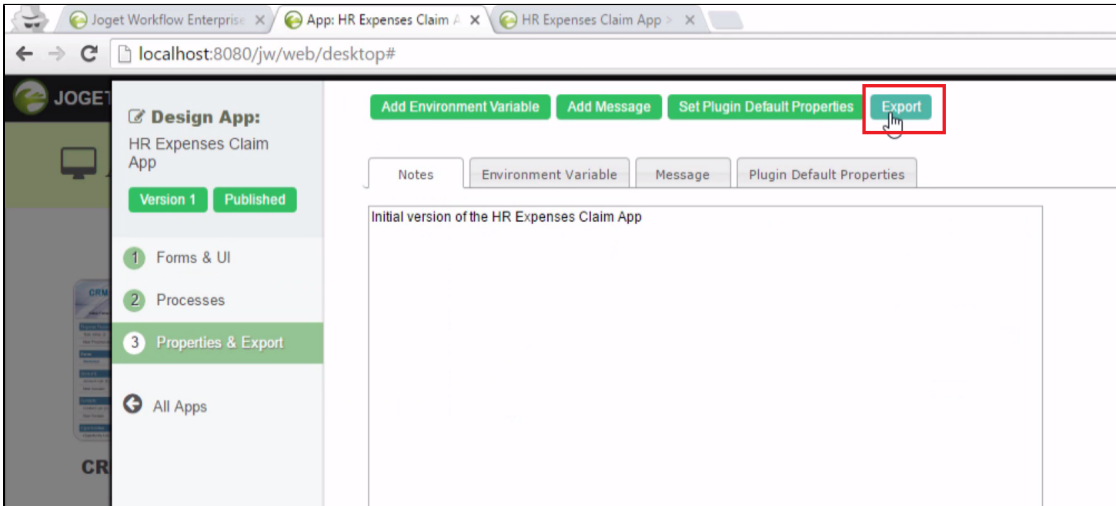 Joget Workflow Enterprise
App: HR Expenses Claim A
HR Expenses Claim App >
localhost:8080/jw/web/desktop#
JOGET
Design App:
HR Expenses Claim
App
Version 1 Published
1 Forms & UI
2 Processes
3 Properties & Export
All Apps
Add Environment Variable Add Message Set Plugin Default Properties Export
Notes Environment Variable Message Plugin Default Properties
Initial version of the HR Expenses Claim App
CRM
CR